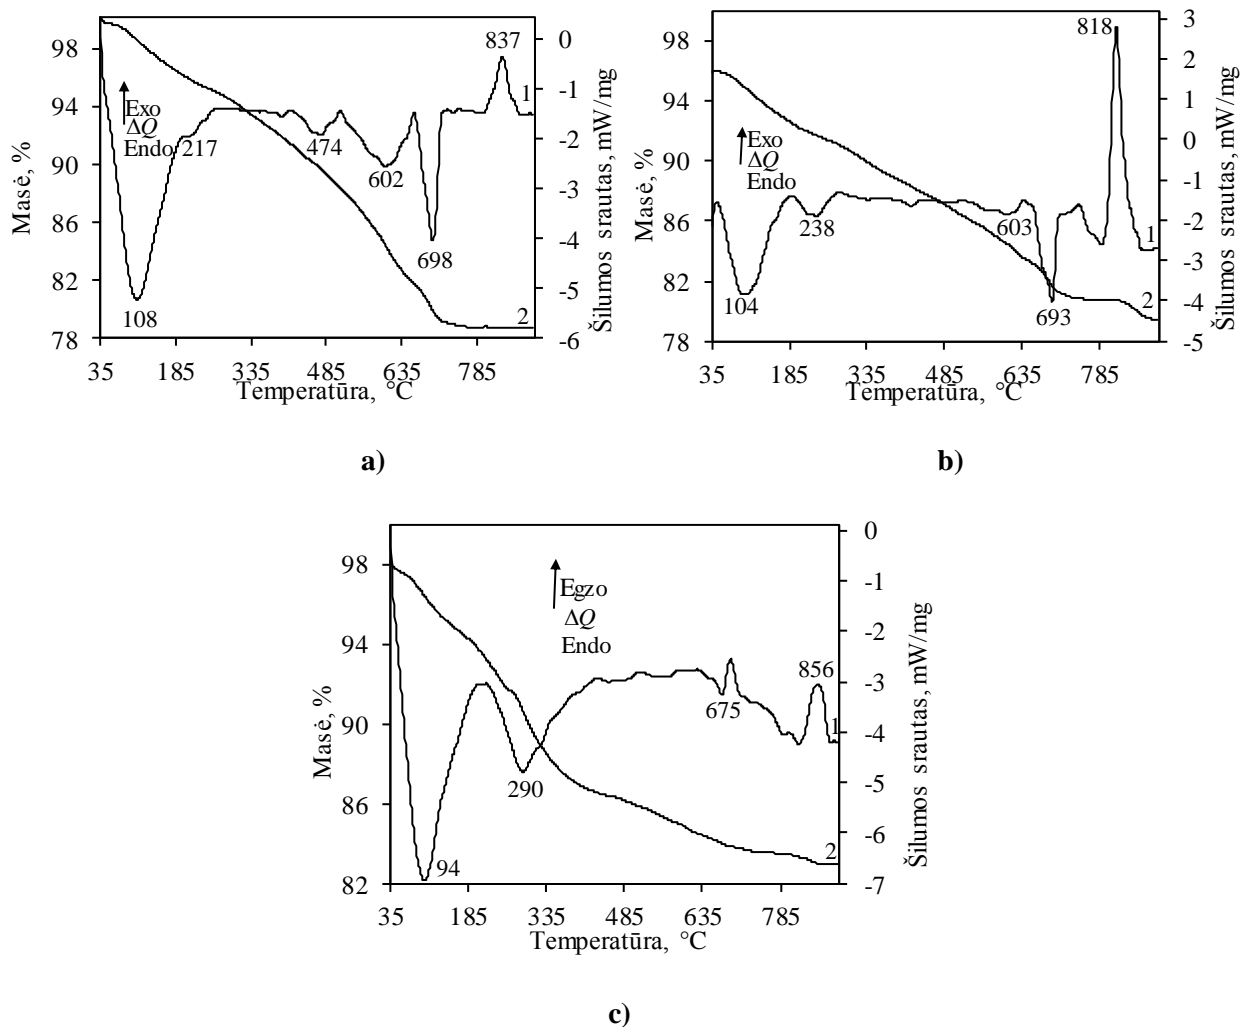 98
94
90
86
82
78
Masė, %
0
-1
-2
-3
-4
-5
-6
Šilumos srautas, mW/mg
Exo
ΔQ
Endo
217
108
474
602
698
837
1
2
35 185 335 485 635 785
Temperatūra, °C
a)
98
94
90
86
82
78
Masė, %
3
2
1
0
-1
-2
-3
-4
-5
Šilumos srautas, mW/mg
Exo
ΔQ
Endo
104
238
603
693
818
1
2
35 185 335 485 635 785
Temperatūra, °C
b)
98
94
90
86
82
Masė, %
0
-1
-2
-3
-4
-5
-6
-7
Šilumos srautas, mW/mg
Egzo
ΔQ
Endo
94
290
675
856
1
2
35 185 335 485 635 785
Temperatūra, °C
c)